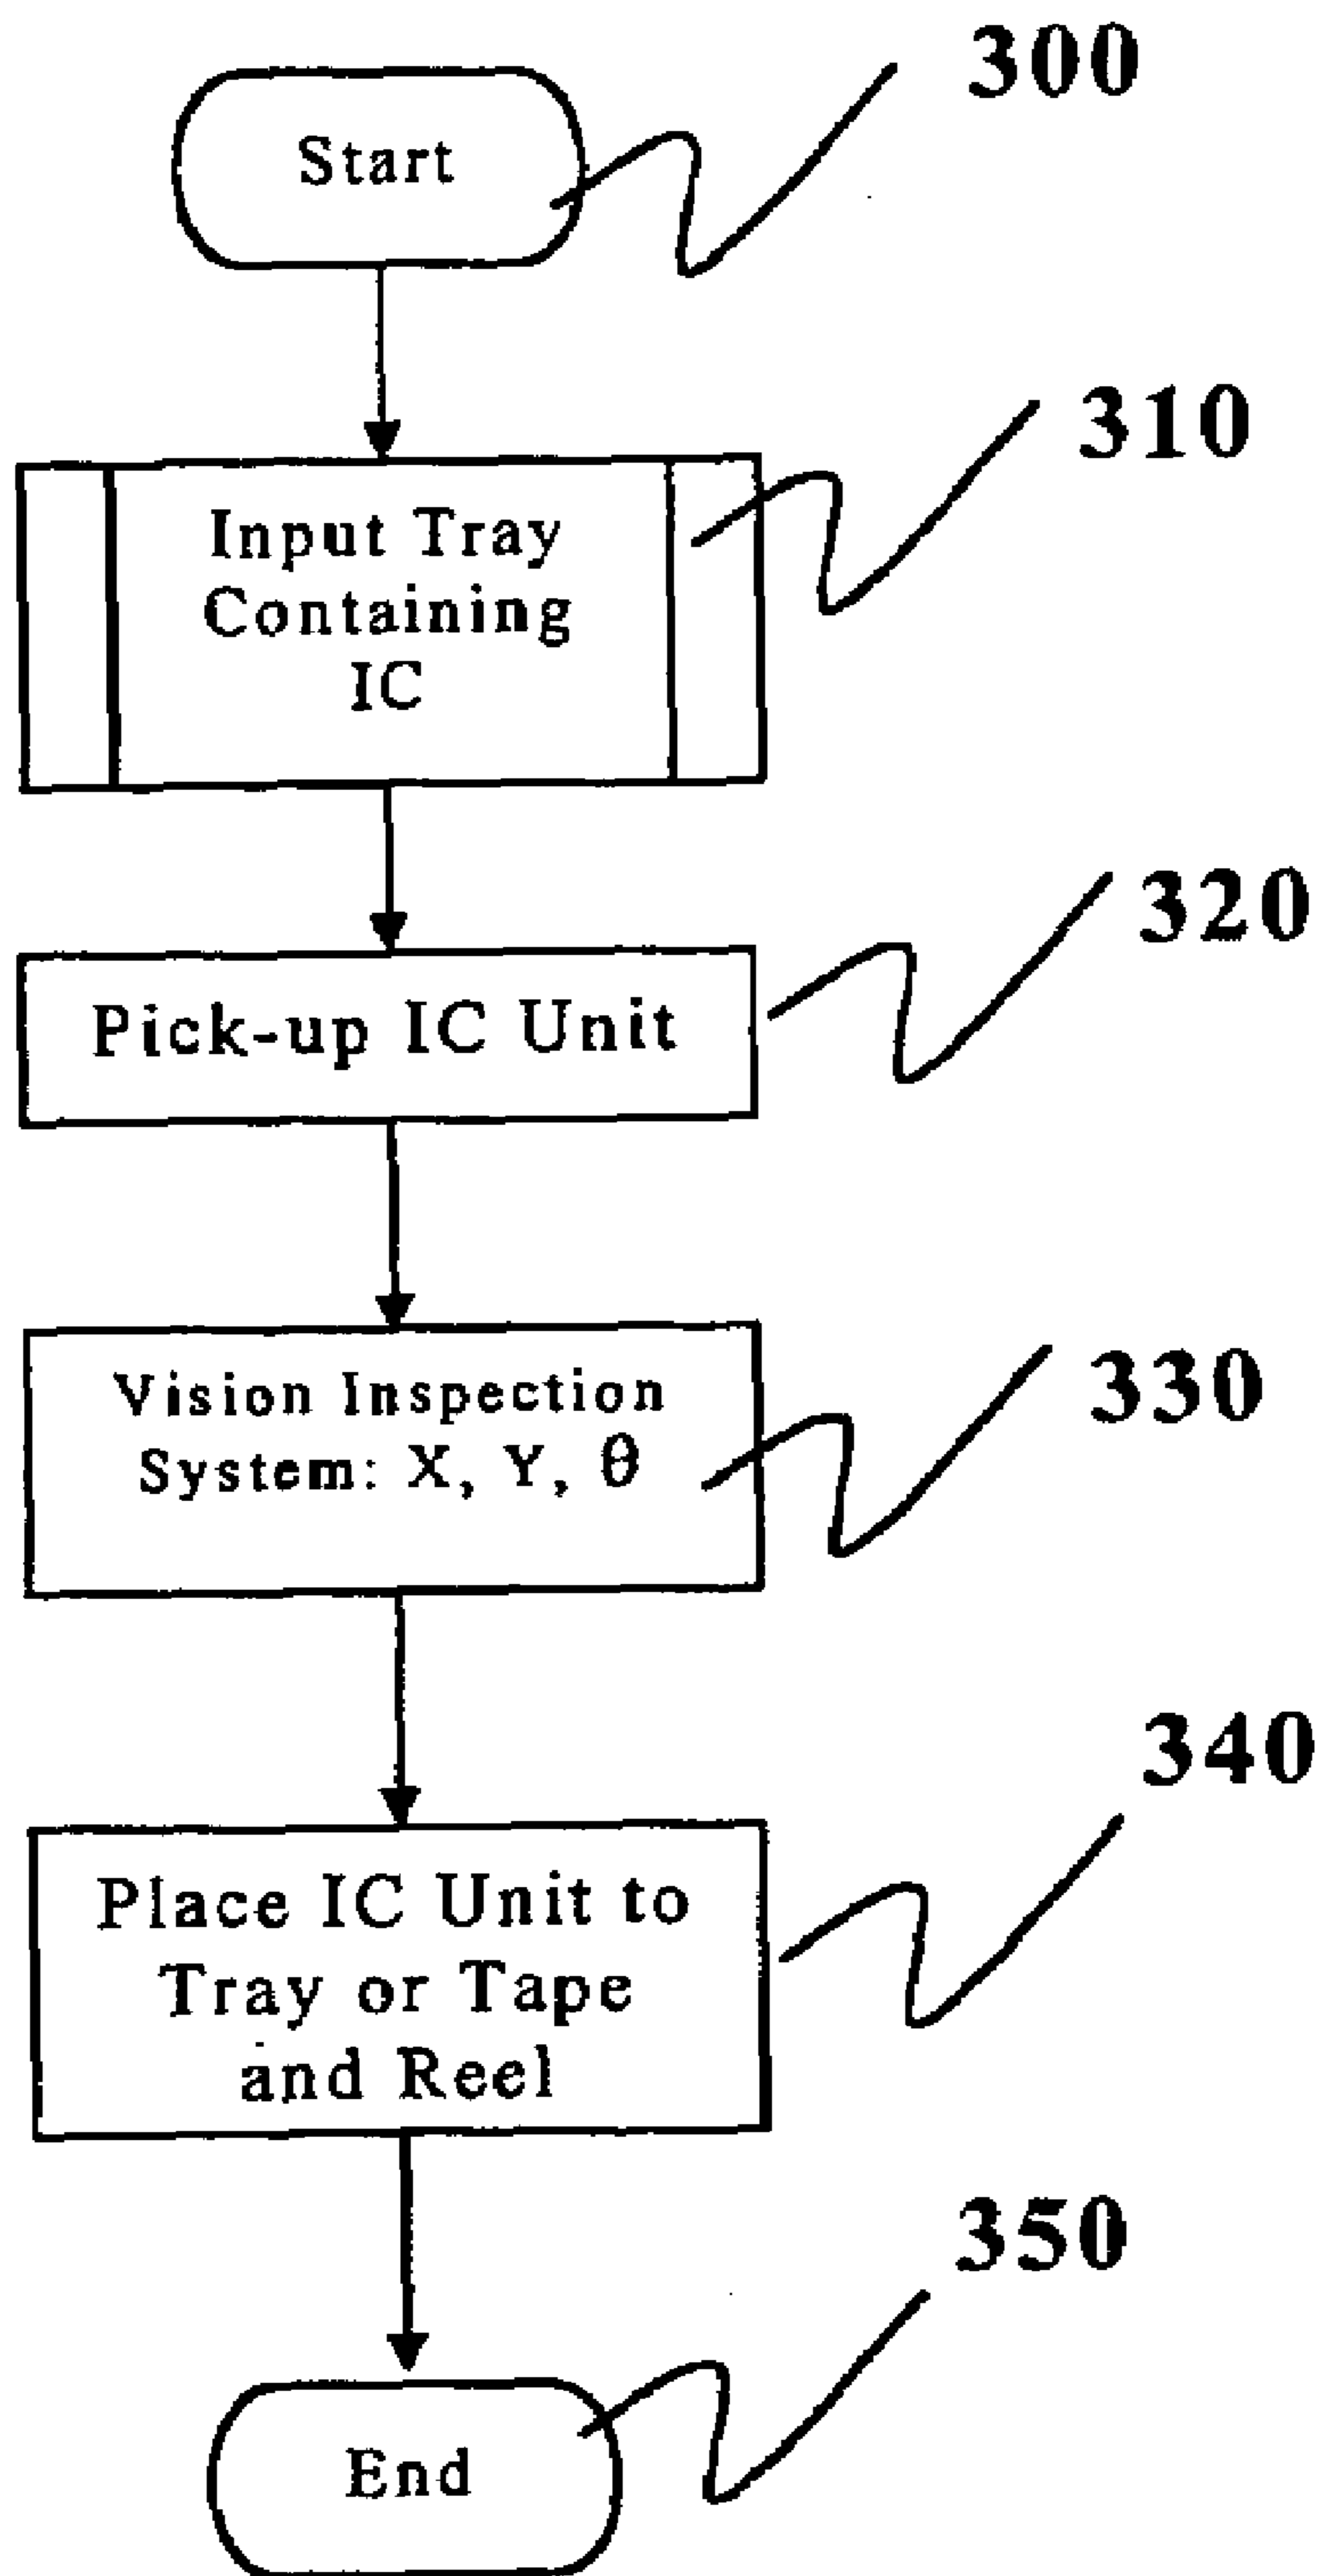 300
Start
310
Input Tray
Containing
IC
320
Pick-up IC Unit
330
Vision Inspection
System: X, Y, θ
340
Place IC Unit to
Tray or Tape
and Reel
350
End